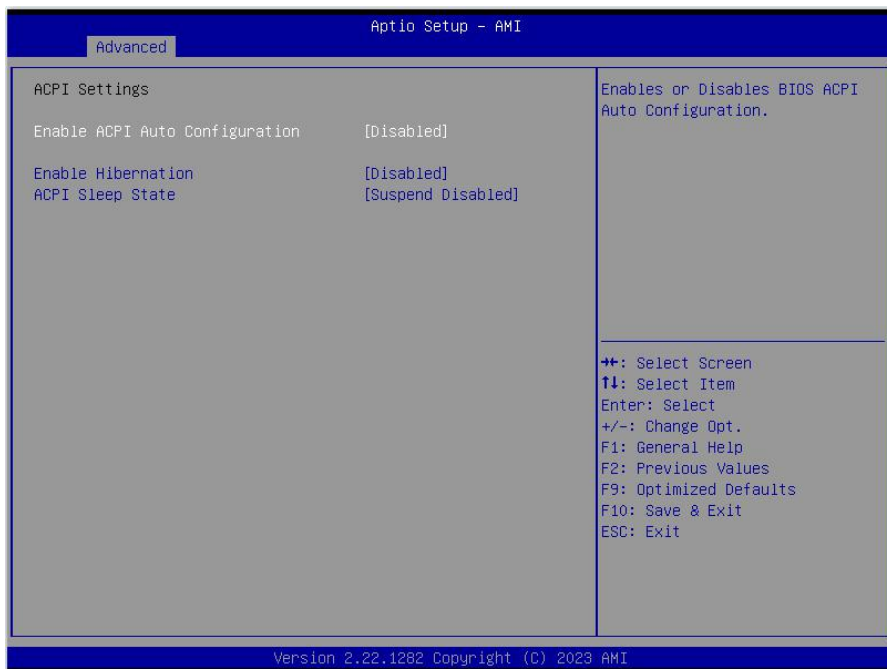 Aptio Setup - AMI
Advanced
ACPI Settings
Enable ACPI Auto Configuration [Disabled]
Enable Hibernation [Disabled]
ACPI Sleep State [Suspend Disabled]
Enables or Disables BIOS ACPI
Auto Configuration.
→←: Select Screen
↑↓: Select Item
Enter: Select
+/-: Change Opt.
F1: General Help
F2: Previous Values
F9: Optimized Defaults
F10: Save & Exit
ESC: Exit
Version 2.22.1282 Copyright (C) 2023 AMI